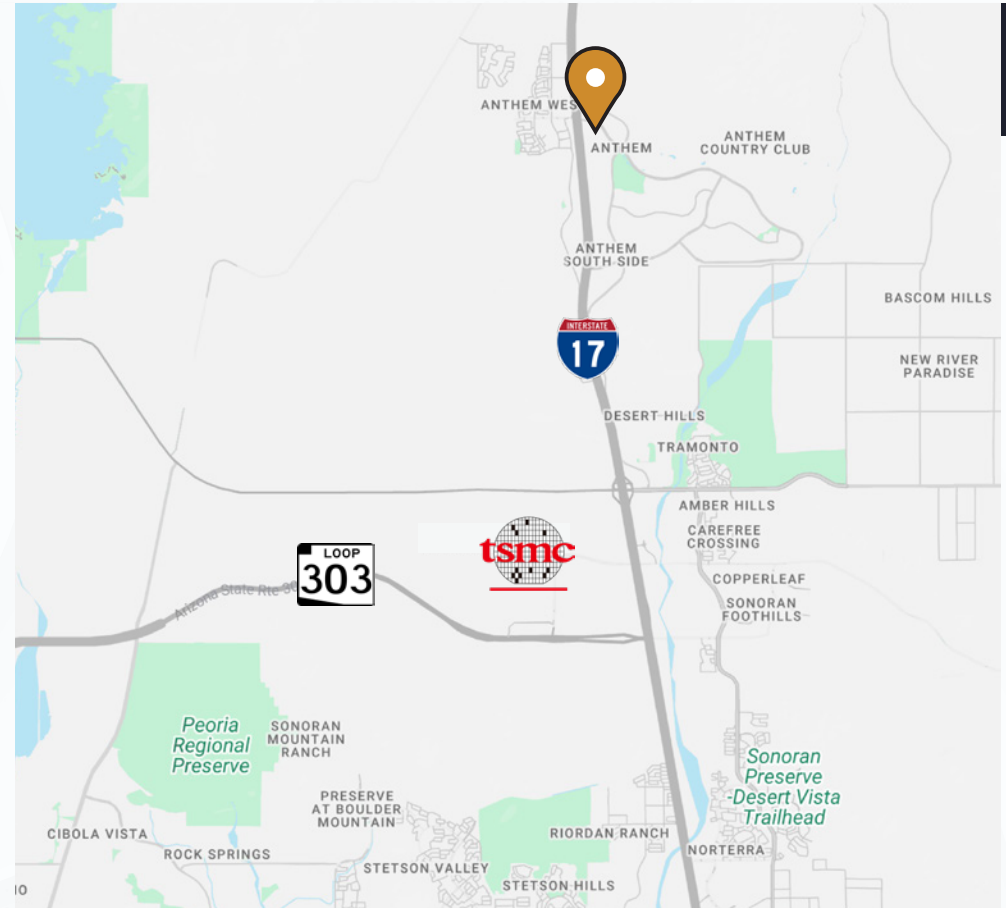 ANTHEM WES
ANTHEM
ANTHEM
COUNTRY CLUB
ANTHEM
SOUTH SIDE
BASCOM HILLS
INTERSTATE
17
NEW RIVER
PARADISE
DESERT HILLS
TRAMONTO
AMBER HILLS
CAREFREE
CROSSING
tsmc
LOOP
303
Arizona State Rte 30
COPPERLEAF
SONORAN
FOOTHILLS
Peoria
Regional
Preserve
SONORAN
MOUNTAIN
RANCH
Sonoran
Preserve
-Desert Vista
Trailhead
PRESERVE
AT BOULDER
MOUNTAIN
CIBOLA VISTA
RIORDAN RANCH
ROCK SPRINGS
NORTERRA
STETSON VALLEY
STETSON HILLS